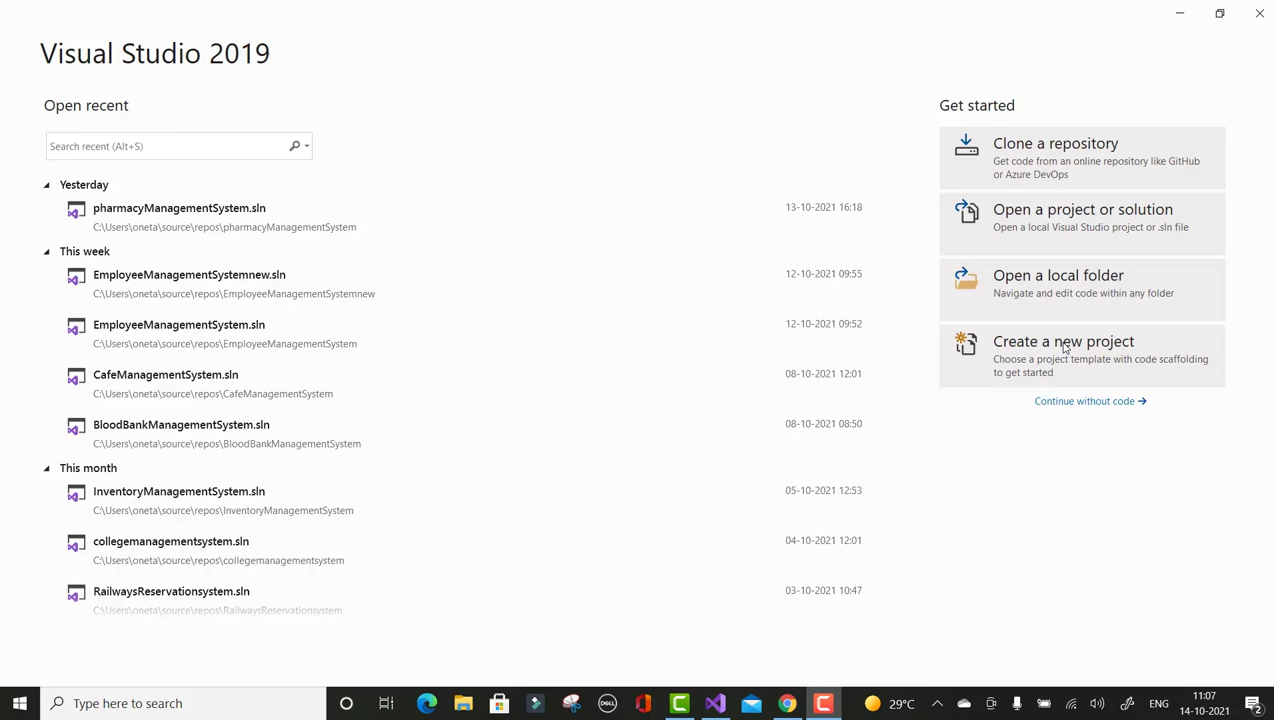 Visual Studio 2019
Open recent
Search recent (Alt+S)
Yesterday
pharmacyManagementSystem.sln
13-10-2021 16:18
C:\Users\oneta\source\repos\pharmacyManagementSystem
This week
EmployeeManagementSystemnew.sln
12-10-2021 09:55
C:\Users\oneta\source\repos\EmployeeManagementSystemnew
EmployeeManagementSystem.sln
12-10-2021 09:52
C:\Users\oneta\source\repos\EmployeeManagementSystem
CafeManagementSystem.sln
08-10-2021 12:01
C:\Users\oneta\source\repos\CafeManagementSystem
BloodBankManagementSystem.sln
08-10-2021 08:50
C:\Users\oneta\source\repos\BloodBankManagementSystem
This month
InventoryManagementSystem.sln
05-10-2021 12:53
C:\Users\oneta\source\repos\InventoryManagementSystem
collegemanagementsystem.sln
04-10-2021 12:01
C:\Users\oneta\source\repos\collegemanagementsystem
RailwaysReservationsystem.sln
03-10-2021 10:47
C:\Users\oneta\source\repos\RailwaysReservationsystem
Get started
Clone a repository
Get code from an online repository like GitHub
or Azure DevOps
Open a project or solution
Open a local Visual Studio project or .sln file
Open a local folder
Navigate and edit code within any folder
Create a new project
Choose a project template with code scaffolding
to get started
Continue without code
Type here to search
DELL
29°C
ENG
11:07
14-10-2021
2